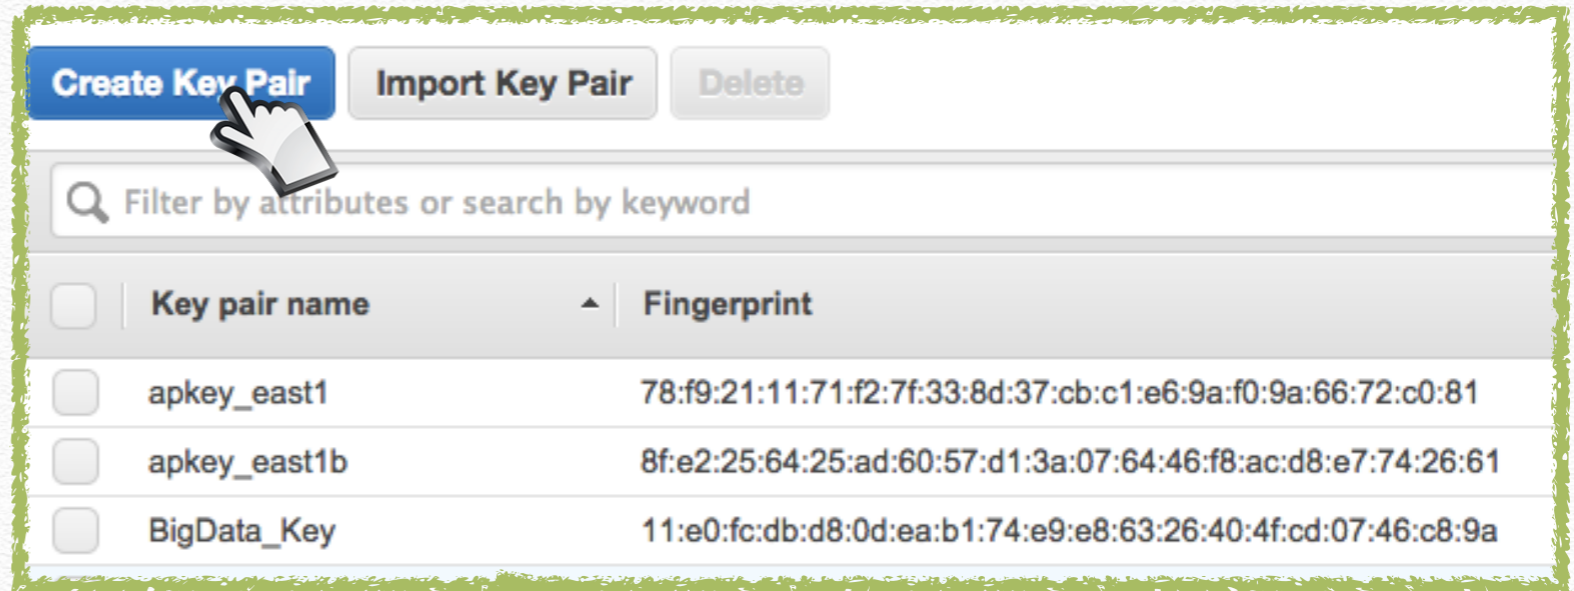 Create Key Pair Import Key Pair Delete
Filter by attributes or search by keyword
Key pair name Fingerprint
apkey_east1 78:f9:21:11:71:f2:7f:33:8d:37:cb:c1:e6:9a:f0:9a:66:72:c0:81
apkey_east1b 8f:e2:25:64:25:ad:60:57:d1:3a:07:64:46:f8:ac:d8:e7:74:26:61
BigData_Key 11:e0:fc:db:d8:0d:ea:b1:74:e9:e8:63:26:40:4f:cd:07:46:c8:9a